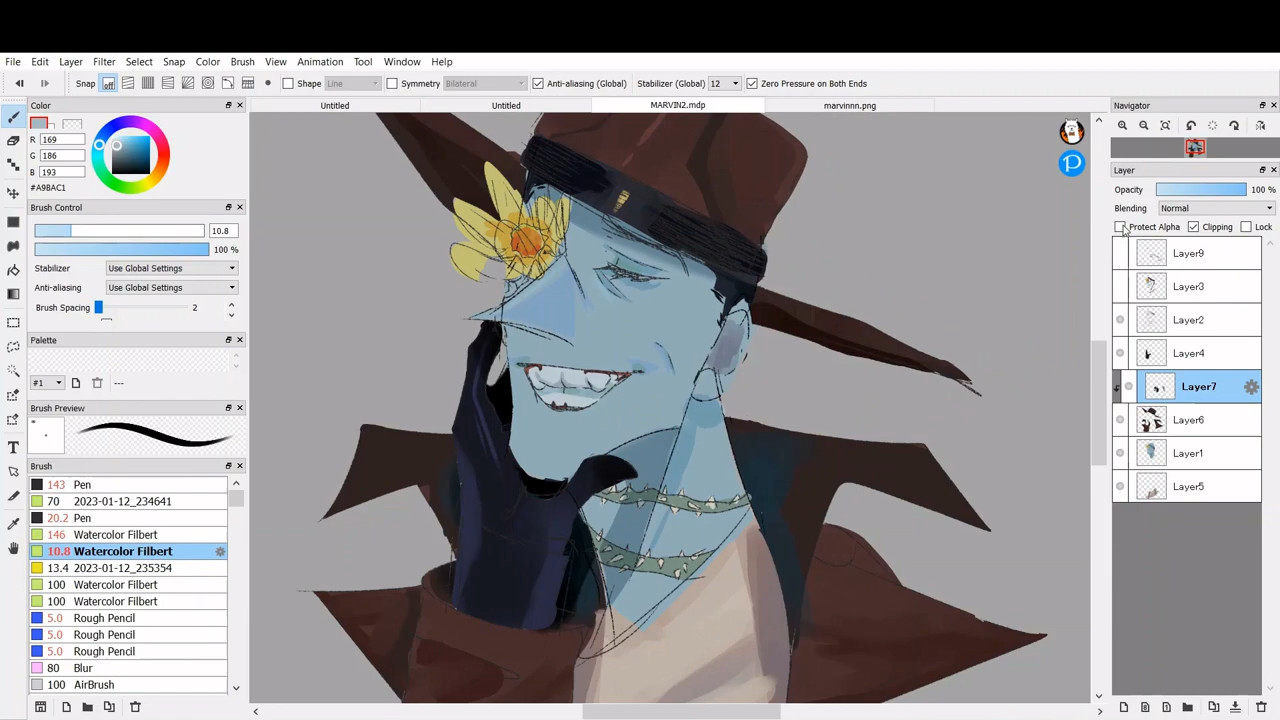 File Edit Layer Filter Select Snap Color Brush View Animation Tool Window Help
Snap off Shape Line Symmetry Bilateral Anti-aliasing (Global) Stabilizer (Global) 12 Zero Pressure on Both Ends
Color
Untitled Untitled MARVIN2.mdp marvinnn.png
Navigator
R 169
G 186
B 193
#A9BAC1
Brush Control
10.8
100 %
Stabilizer Use Global Settings
Anti-aliasing Use Global Settings
Brush Spacing 2
Palette
#1 ---
Brush Preview
Brush
143 Pen
70 2023-01-12_234641
20.2 Pen
146 Watercolor Filbert
10.8 Watercolor Filbert
13.4 2023-01-12_235354
100 Watercolor Filbert
100 Watercolor Filbert
5.0 Rough Pencil
5.0 Rough Pencil
5.0 Rough Pencil
80 Blur
100 AirBrush
Layer
Opacity 100 %
Blending Normal
Protect Alpha Clipping Lock
Layer9
Layer3
Layer2
Layer4
Layer7
Layer6
Layer1
Layer5